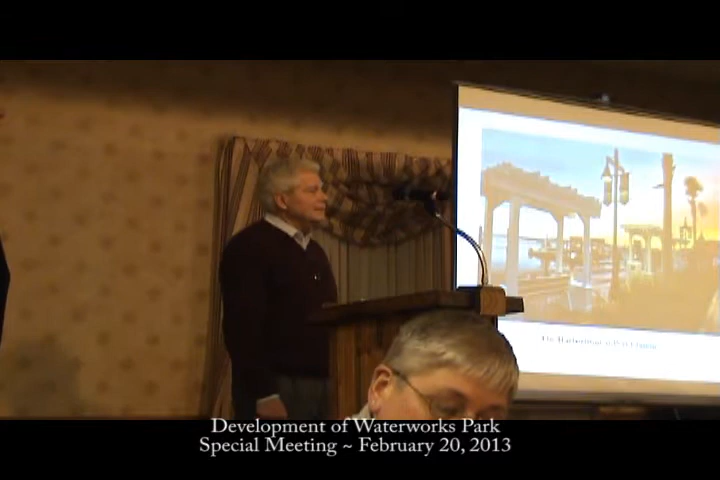 Development of Waterworks Park
Special Meeting ~ February 20, 2013